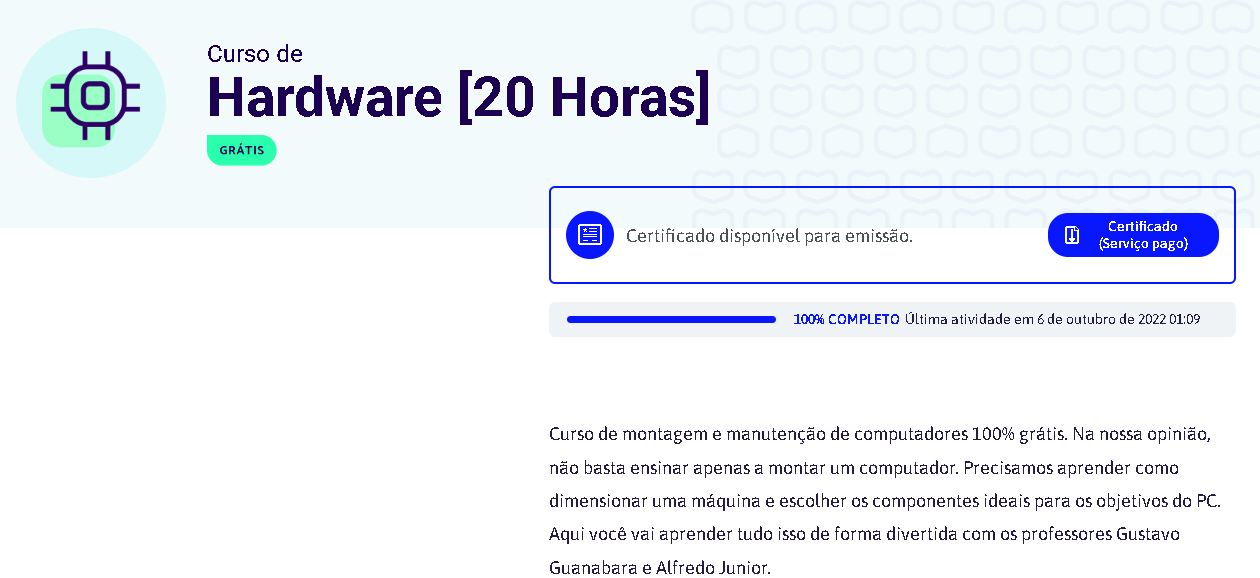 Curso de
Hardware [20 Horas]
GRÁTIS
Certificado disponível para emissão.
Certificado
(Serviço pago)
100% COMPLETO Última atividade em 6 de outubro de 2022 01:09
Curso de montagem e manutenção de computadores 100% grátis. Na nossa opinião,
não basta ensinar apenas a montar um computador. Precisamos aprender como
dimensionar uma máquina e escolher os componentes ideais para os objetivos do PC.
Aqui você vai aprender tudo isso de forma divertida com os professores Gustavo
Guanabara e Alfredo Junior.